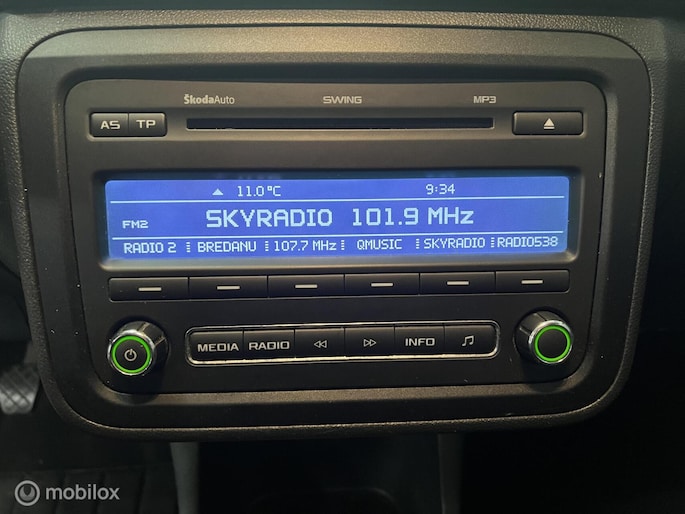 ŠkodaAuto SWING MP3
AS TP
11.0°C 9:34
FM2 SKYRADIO 101.9 MHz
RADIO 2 BREDANU 107.7 MHz QMUSIC SKYRADIO RADIO538
MEDIA RADIO INFO
mobilox